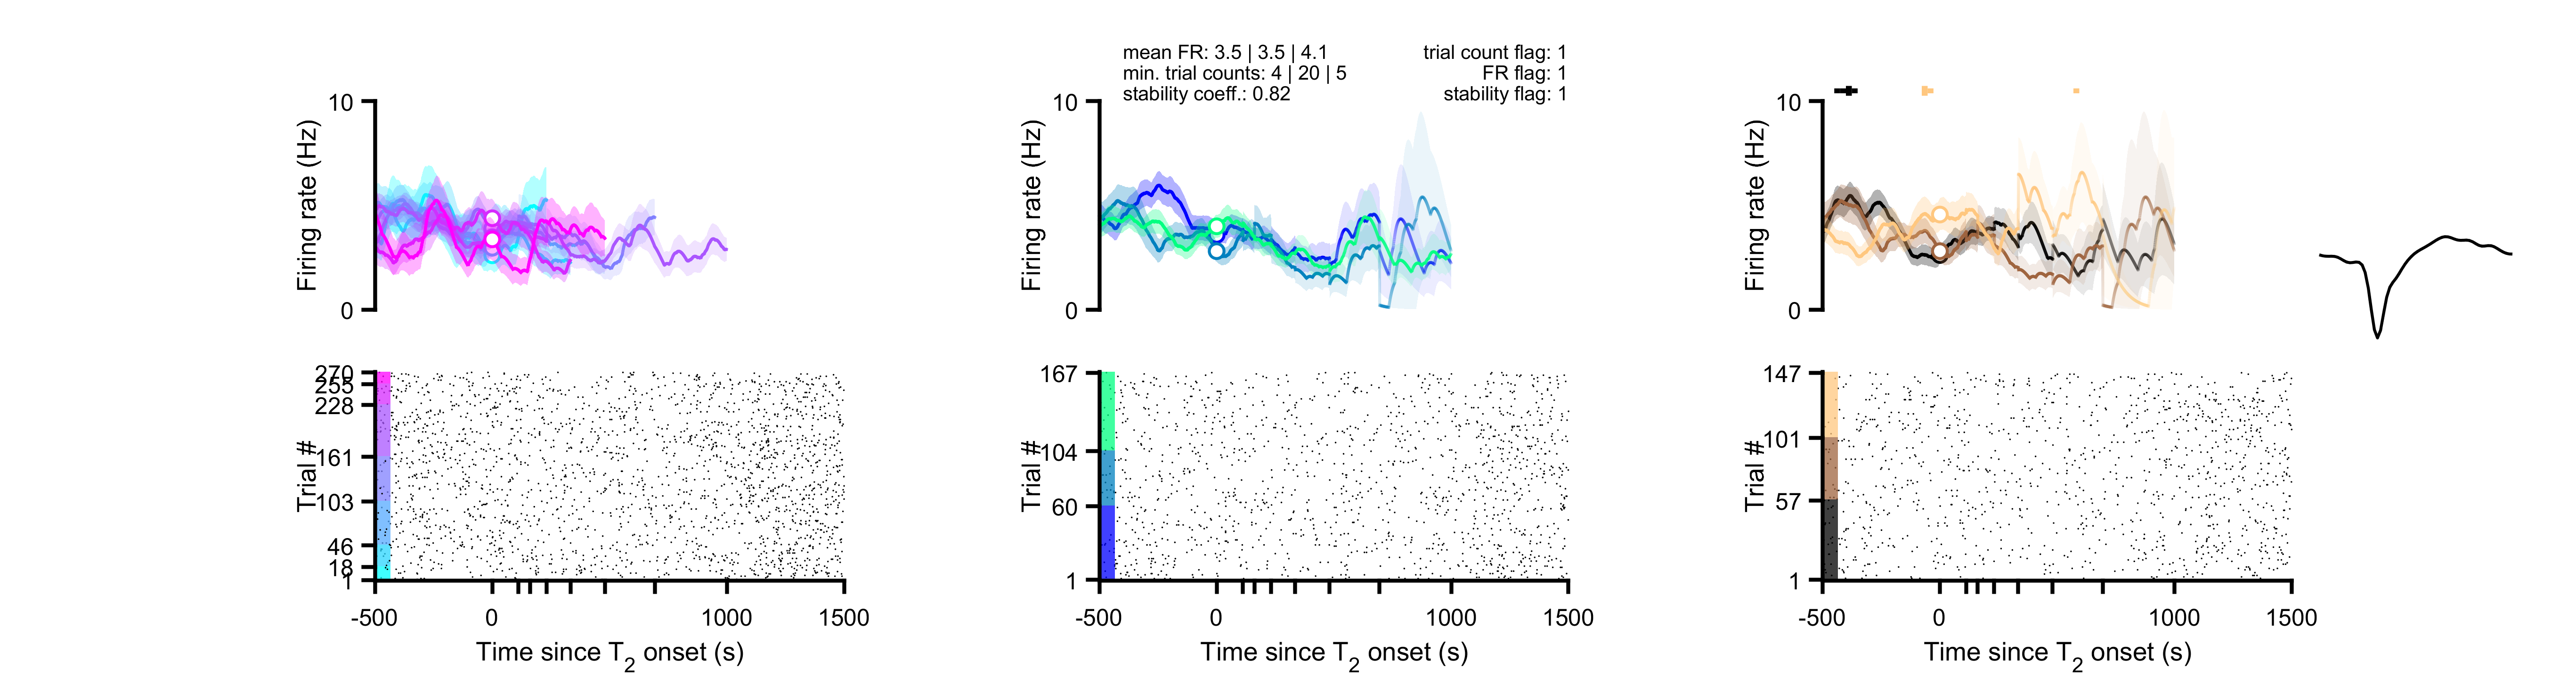 mean FR: 3.5 | 3.5 | 4.1
min. trial counts: 4 | 20 | 5
stability coeff.: 0.82
trial count flag: 1
FR flag: 1
stability flag: 1
10
Firing rate (Hz)
0
10
Firing rate (Hz)
0
10
Firing rate (Hz)
0
270
255
228
161
103
46
18
1
Trial #
-500
0
1000
1500
Time since T2 onset (s)
167
104
60
1
Trial #
-500
0
1000
1500
Time since T2 onset (s)
147
101
57
1
Trial #
-500
0
1000
1500
Time since T2 onset (s)